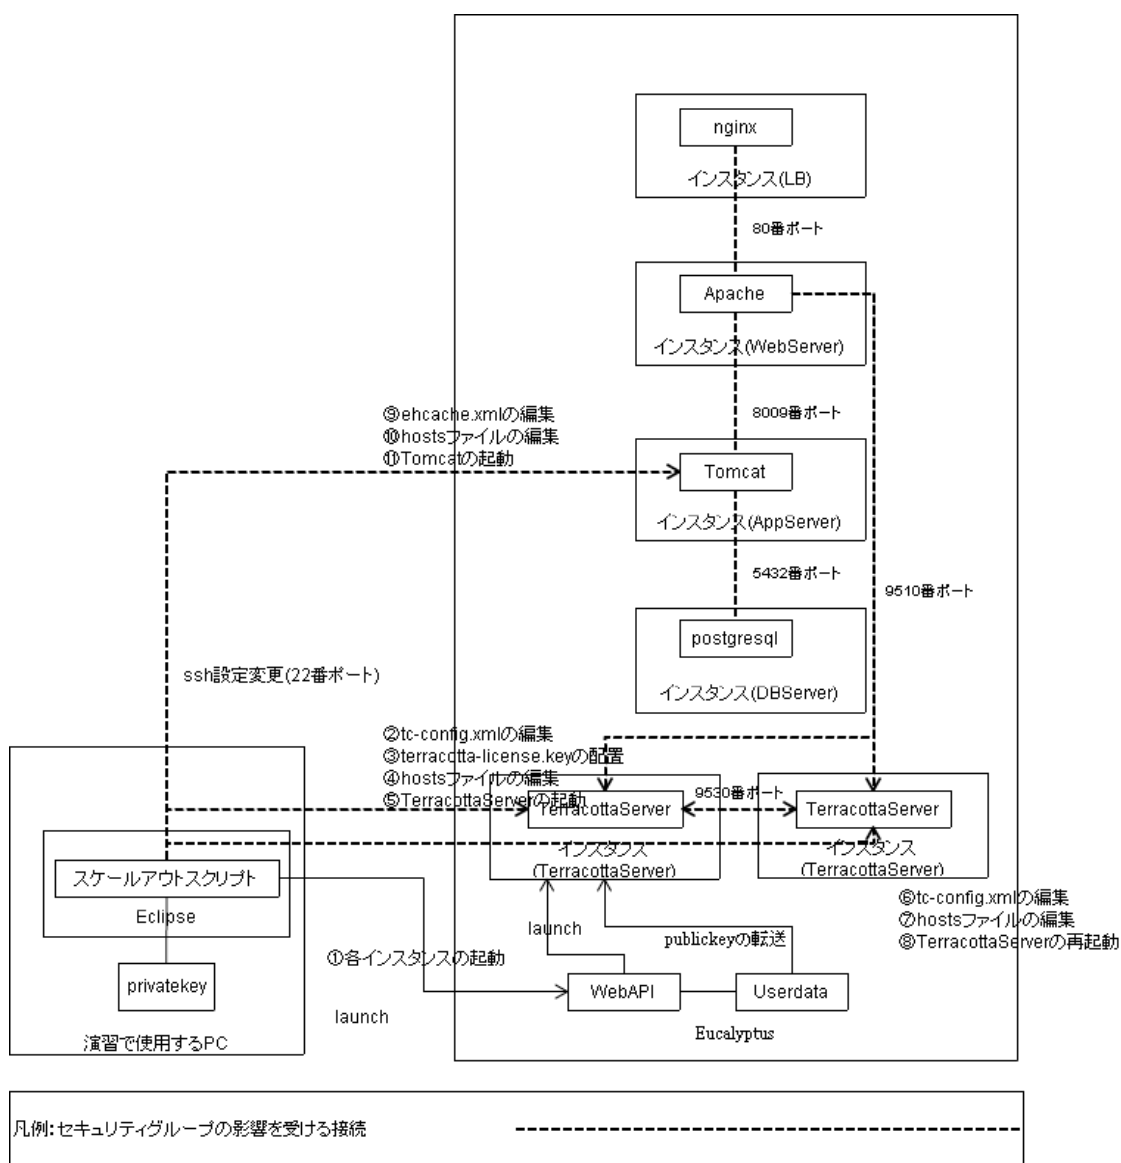 nginx
インスタンス(LB)
80番ポート
Apache
インスタンス(WebServer)
⑨ehcache.xmlの編集
⑩hostsファイルの編集
⑪Tomcatの起動
8009番ポート
Tomcat
インスタンス(AppServer)
5432番ポート
9510番ポート
postgresql
インスタンス(DBServer)
ssh設定変更(22番ポート)
②tc-config.xmlの編集
③terracotta-license.keyの配置
④hostsファイルの編集
⑤TerracottaServerの起動
9530番ポート
TerracottaServer
インスタンス
(TerracottaServer)
TerracottaServer
インスタンス
(TerracottaServer)
⑥tc-config.xmlの編集
⑦hostsファイルの編集
⑧TerracottaServerの再起動
スケールアウトスクリプト
Eclipse
privatekey
演習で使用するPC
①各インスタンスの起動
launch
launch
publickeyの転送
WebAPI
Userdata
Eucalyptus
凡例:セキュリティグループの影響を受ける接続